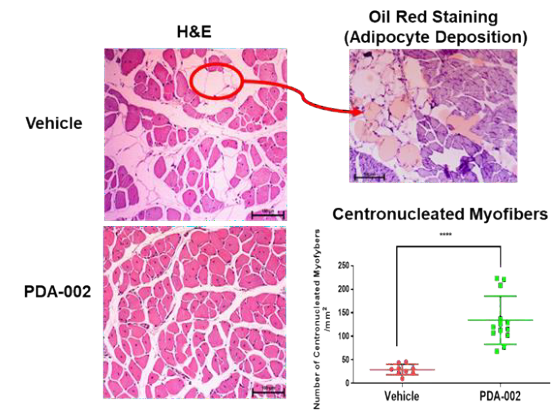 H&E
Oil Red Staining
(Adipocyte Deposition)
Vehicle
PDA-002
Centronucleated Myofibers
****
Number of Centronucleated Myofybers
/mm²
250
200
150
100
50
0
Vehicle
PDA-002